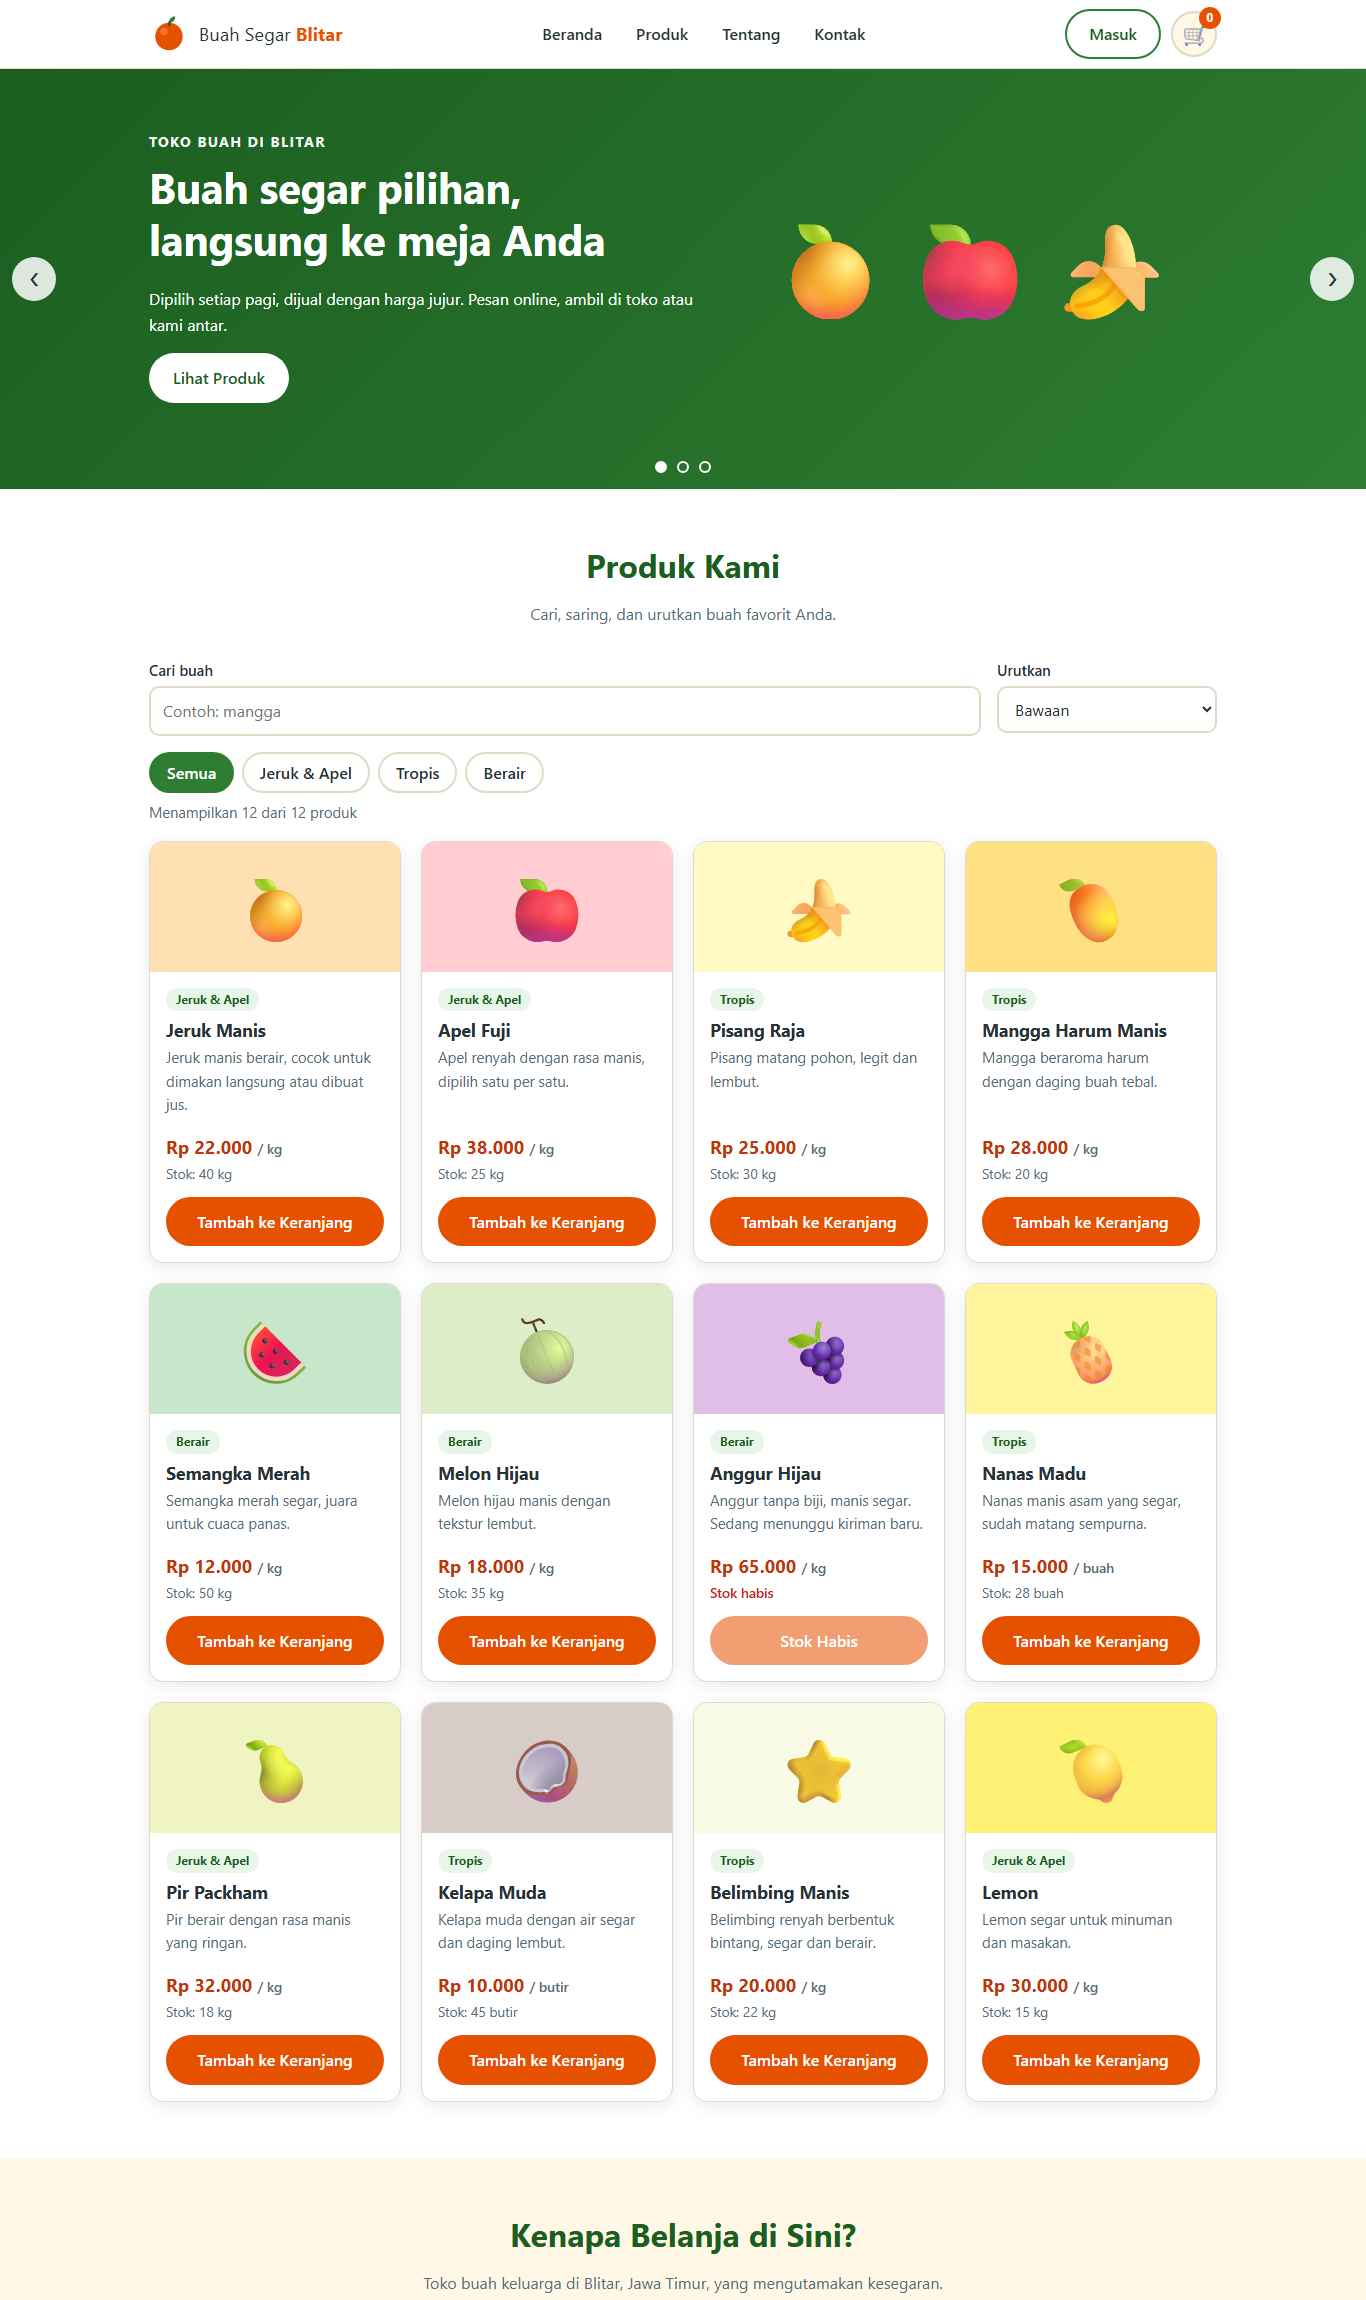 Buah Segar Blitar
Beranda
Produk
Tentang
Kontak
Masuk
0
TOKO BUAH DI BLITAR
Buah segar pilihan,
langsung ke meja Anda
Dipilih setiap pagi, dijual dengan harga jujur. Pesan online, ambil di toko atau
kami antar.
Lihat Produk
Produk Kami
Cari, saring, dan urutkan buah favorit Anda.
Cari buah
Urutkan
Contoh: mangga
Bawaan
Semua
Jeruk & Apel
Tropis
Berair
Menampilkan 12 dari 12 produk
Jeruk & Apel
Jeruk Manis
Jeruk manis berair, cocok untuk
dimakan langsung atau dibuat
jus.
Rp 22.000 / kg
Stok: 40 kg
Tambah ke Keranjang
Jeruk & Apel
Apel Fuji
Apel renyah dengan rasa manis,
dipilih satu per satu.
Rp 38.000 / kg
Stok: 25 kg
Tambah ke Keranjang
Tropis
Pisang Raja
Pisang matang pohon, legit dan
lembut.
Rp 25.000 / kg
Stok: 30 kg
Tambah ke Keranjang
Tropis
Mangga Harum Manis
Mangga beraroma harum
dengan daging buah tebal.
Rp 28.000 / kg
Stok: 20 kg
Tambah ke Keranjang
Berair
Semangka Merah
Semangka merah segar, juara
untuk cuaca panas.
Rp 12.000 / kg
Stok: 50 kg
Tambah ke Keranjang
Berair
Melon Hijau
Melon hijau manis dengan
tekstur lembut.
Rp 18.000 / kg
Stok: 35 kg
Tambah ke Keranjang
Berair
Anggur Hijau
Anggur tanpa biji, manis segar.
Sedang menunggu kiriman baru.
Rp 65.000 / kg
Stok habis
Stok Habis
Tropis
Nanas Madu
Nanas manis asam yang segar,
sudah matang sempurna.
Rp 15.000 / buah
Stok: 28 buah
Tambah ke Keranjang
Jeruk & Apel
Pir Packham
Pir berair dengan rasa manis
yang ringan.
Rp 32.000 / kg
Stok: 18 kg
Tambah ke Keranjang
Tropis
Kelapa Muda
Kelapa muda dengan air segar
dan daging lembut.
Rp 10.000 / butir
Stok: 45 butir
Tambah ke Keranjang
Tropis
Belimbing Manis
Belimbing renyah berbentuk
bintang, segar dan berair.
Rp 20.000 / kg
Stok: 22 kg
Tambah ke Keranjang
Jeruk & Apel
Lemon
Lemon segar untuk minuman
dan masakan.
Rp 30.000 / kg
Stok: 15 kg
Tambah ke Keranjang
Kenapa Belanja di Sini?
Toko buah keluarga di Blitar, Jawa Timur, yang mengutamakan kesegaran.